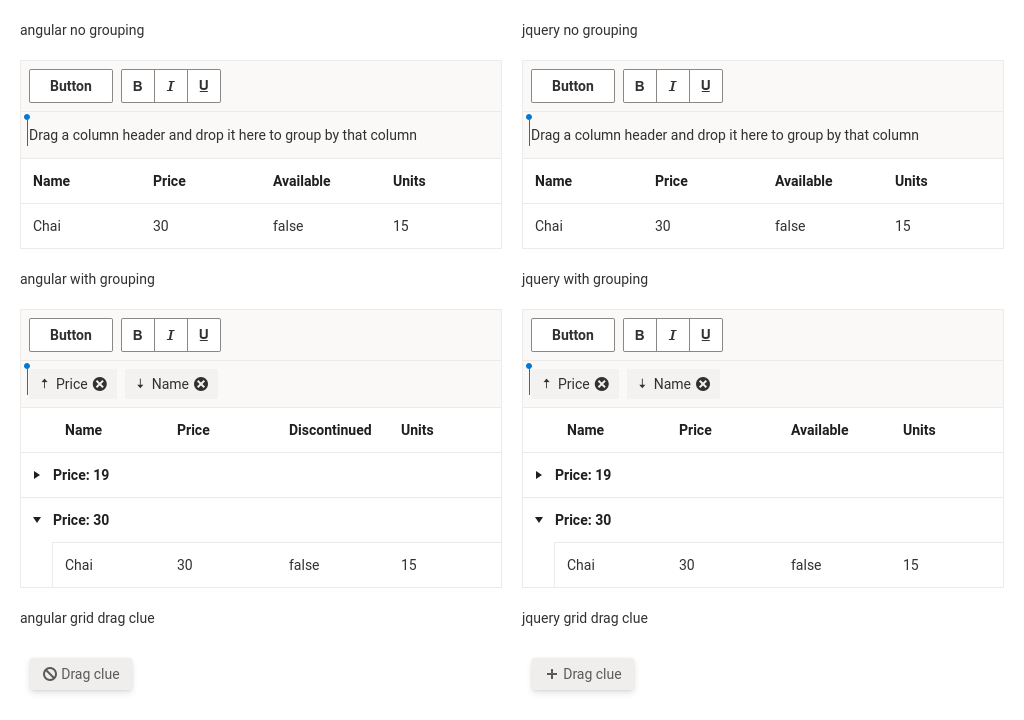 angular no grouping
Button B I U
Drag a column header and drop it here to group by that column
Name Price Available Units
Chai 30 false 15
angular with grouping
Button B I U
↑ Price ↓ Name
Name Price Discontinued Units
Price: 19
Price: 30
Chai 30 false 15
angular grid drag clue
Drag clue
jquery no grouping
Button B I U
Drag a column header and drop it here to group by that column
Name Price Available Units
Chai 30 false 15
jquery with grouping
Button B I U
↑ Price ↓ Name
Name Price Available Units
Price: 19
Price: 30
Chai 30 false 15
jquery grid drag clue
Drag clue